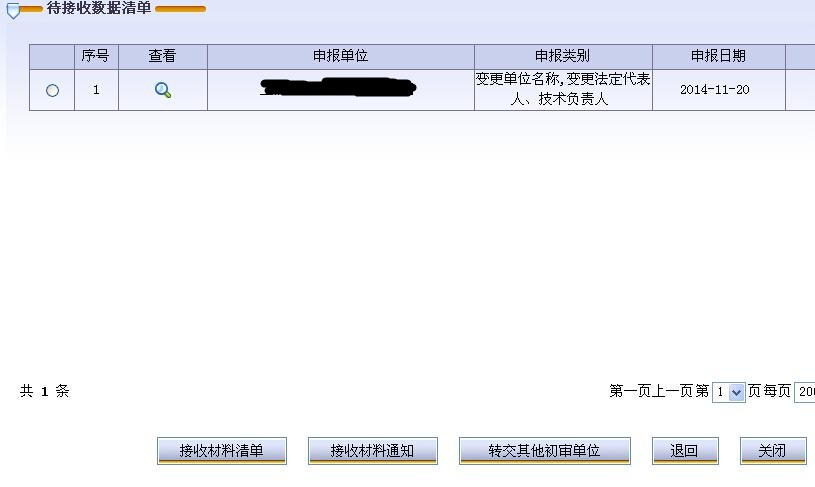 待接收数据清单
序号 查看 申报单位 申报类别 申报日期
1 变更单位名称,变更法定代表 2014-11-20
人、技术负责人
共 1 条 第一页上一页第 1 页每页 20
接收材料清单 接收材料通知 转交其他初审单位 退回 关闭